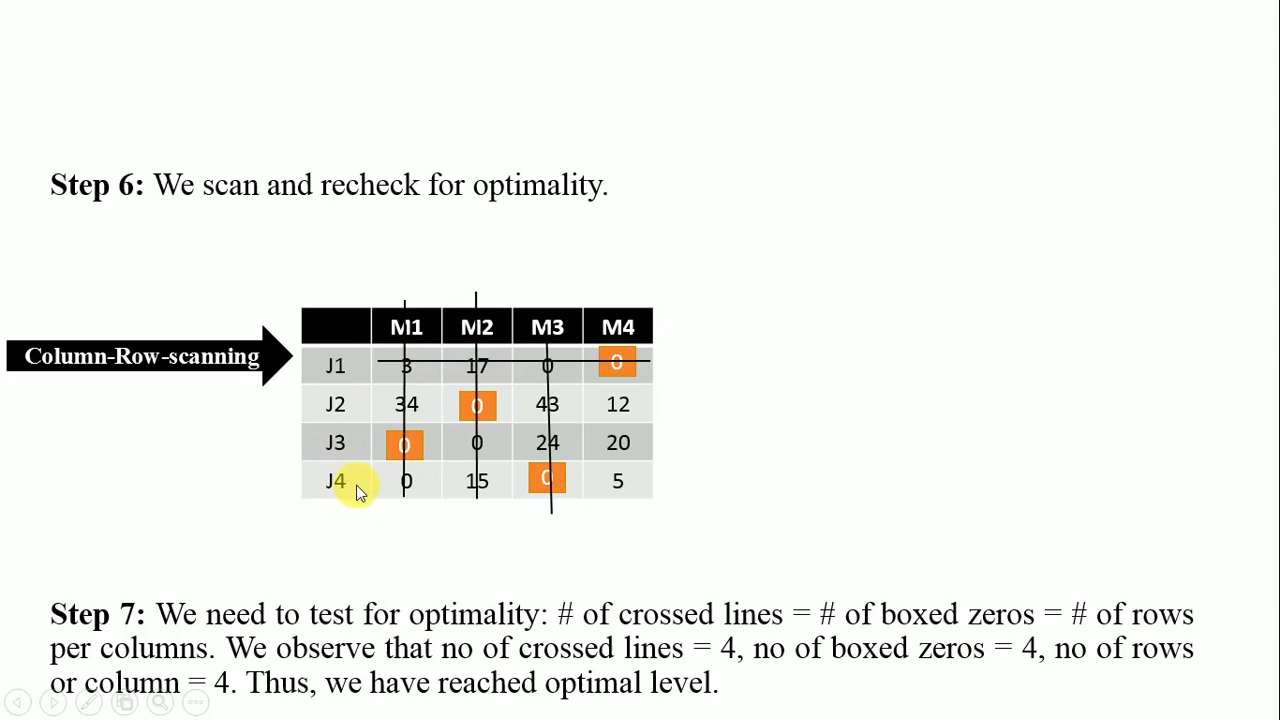 Step 6: We scan and recheck for optimality.
Column-Row-scanning
M1 M2 M3 M4
J1 3 17 0 0
J2 34 0 43 12
J3 0 0 24 20
J4 0 15 0 5
Step 7: We need to test for optimality: # of crossed lines = # of boxed zeros = # of rows
per columns. We observe that no of crossed lines = 4, no of boxed zeros = 4, no of rows
or column = 4. Thus, we have reached optimal level.